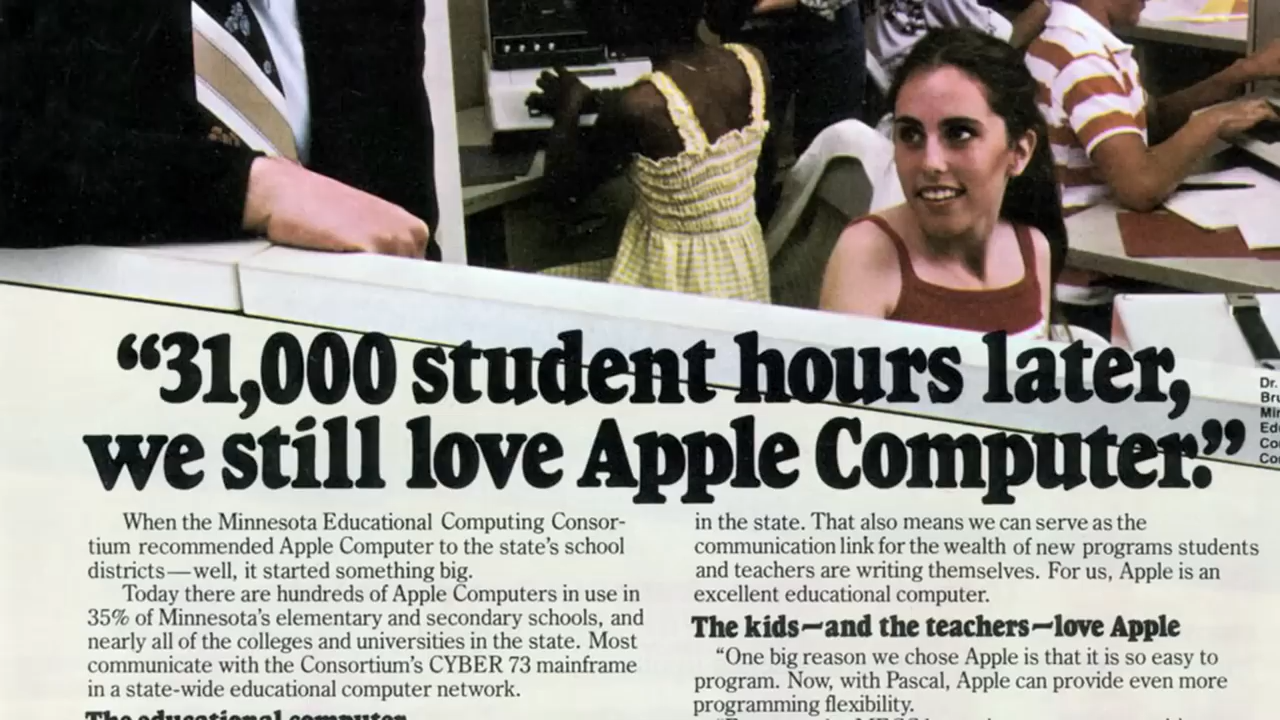 “31,000 student hours later,
we still love Apple Computer.”
Dr.
When the Minnesota Educational Computing Consor-
tium recommended Apple Computer to the state’s school
districts—well, it started something big.
Today there are hundreds of Apple Computers in use in
35% of Minnesota’s elementary and secondary schools, and
nearly all of the colleges and universities in the state. Most
communicate with the Consortium’s CYBER 73 mainframe
in a state-wide educational computer network.
The educational computer
in the state. That also means we can serve as the
communication link for the wealth of new programs students
and teachers are writing themselves. For us, Apple is an
excellent educational computer.
The kids—and the teachers—love Apple
“One big reason we chose Apple is that it is so easy to
program. Now, with Pascal, Apple can provide even more
programming flexibility.